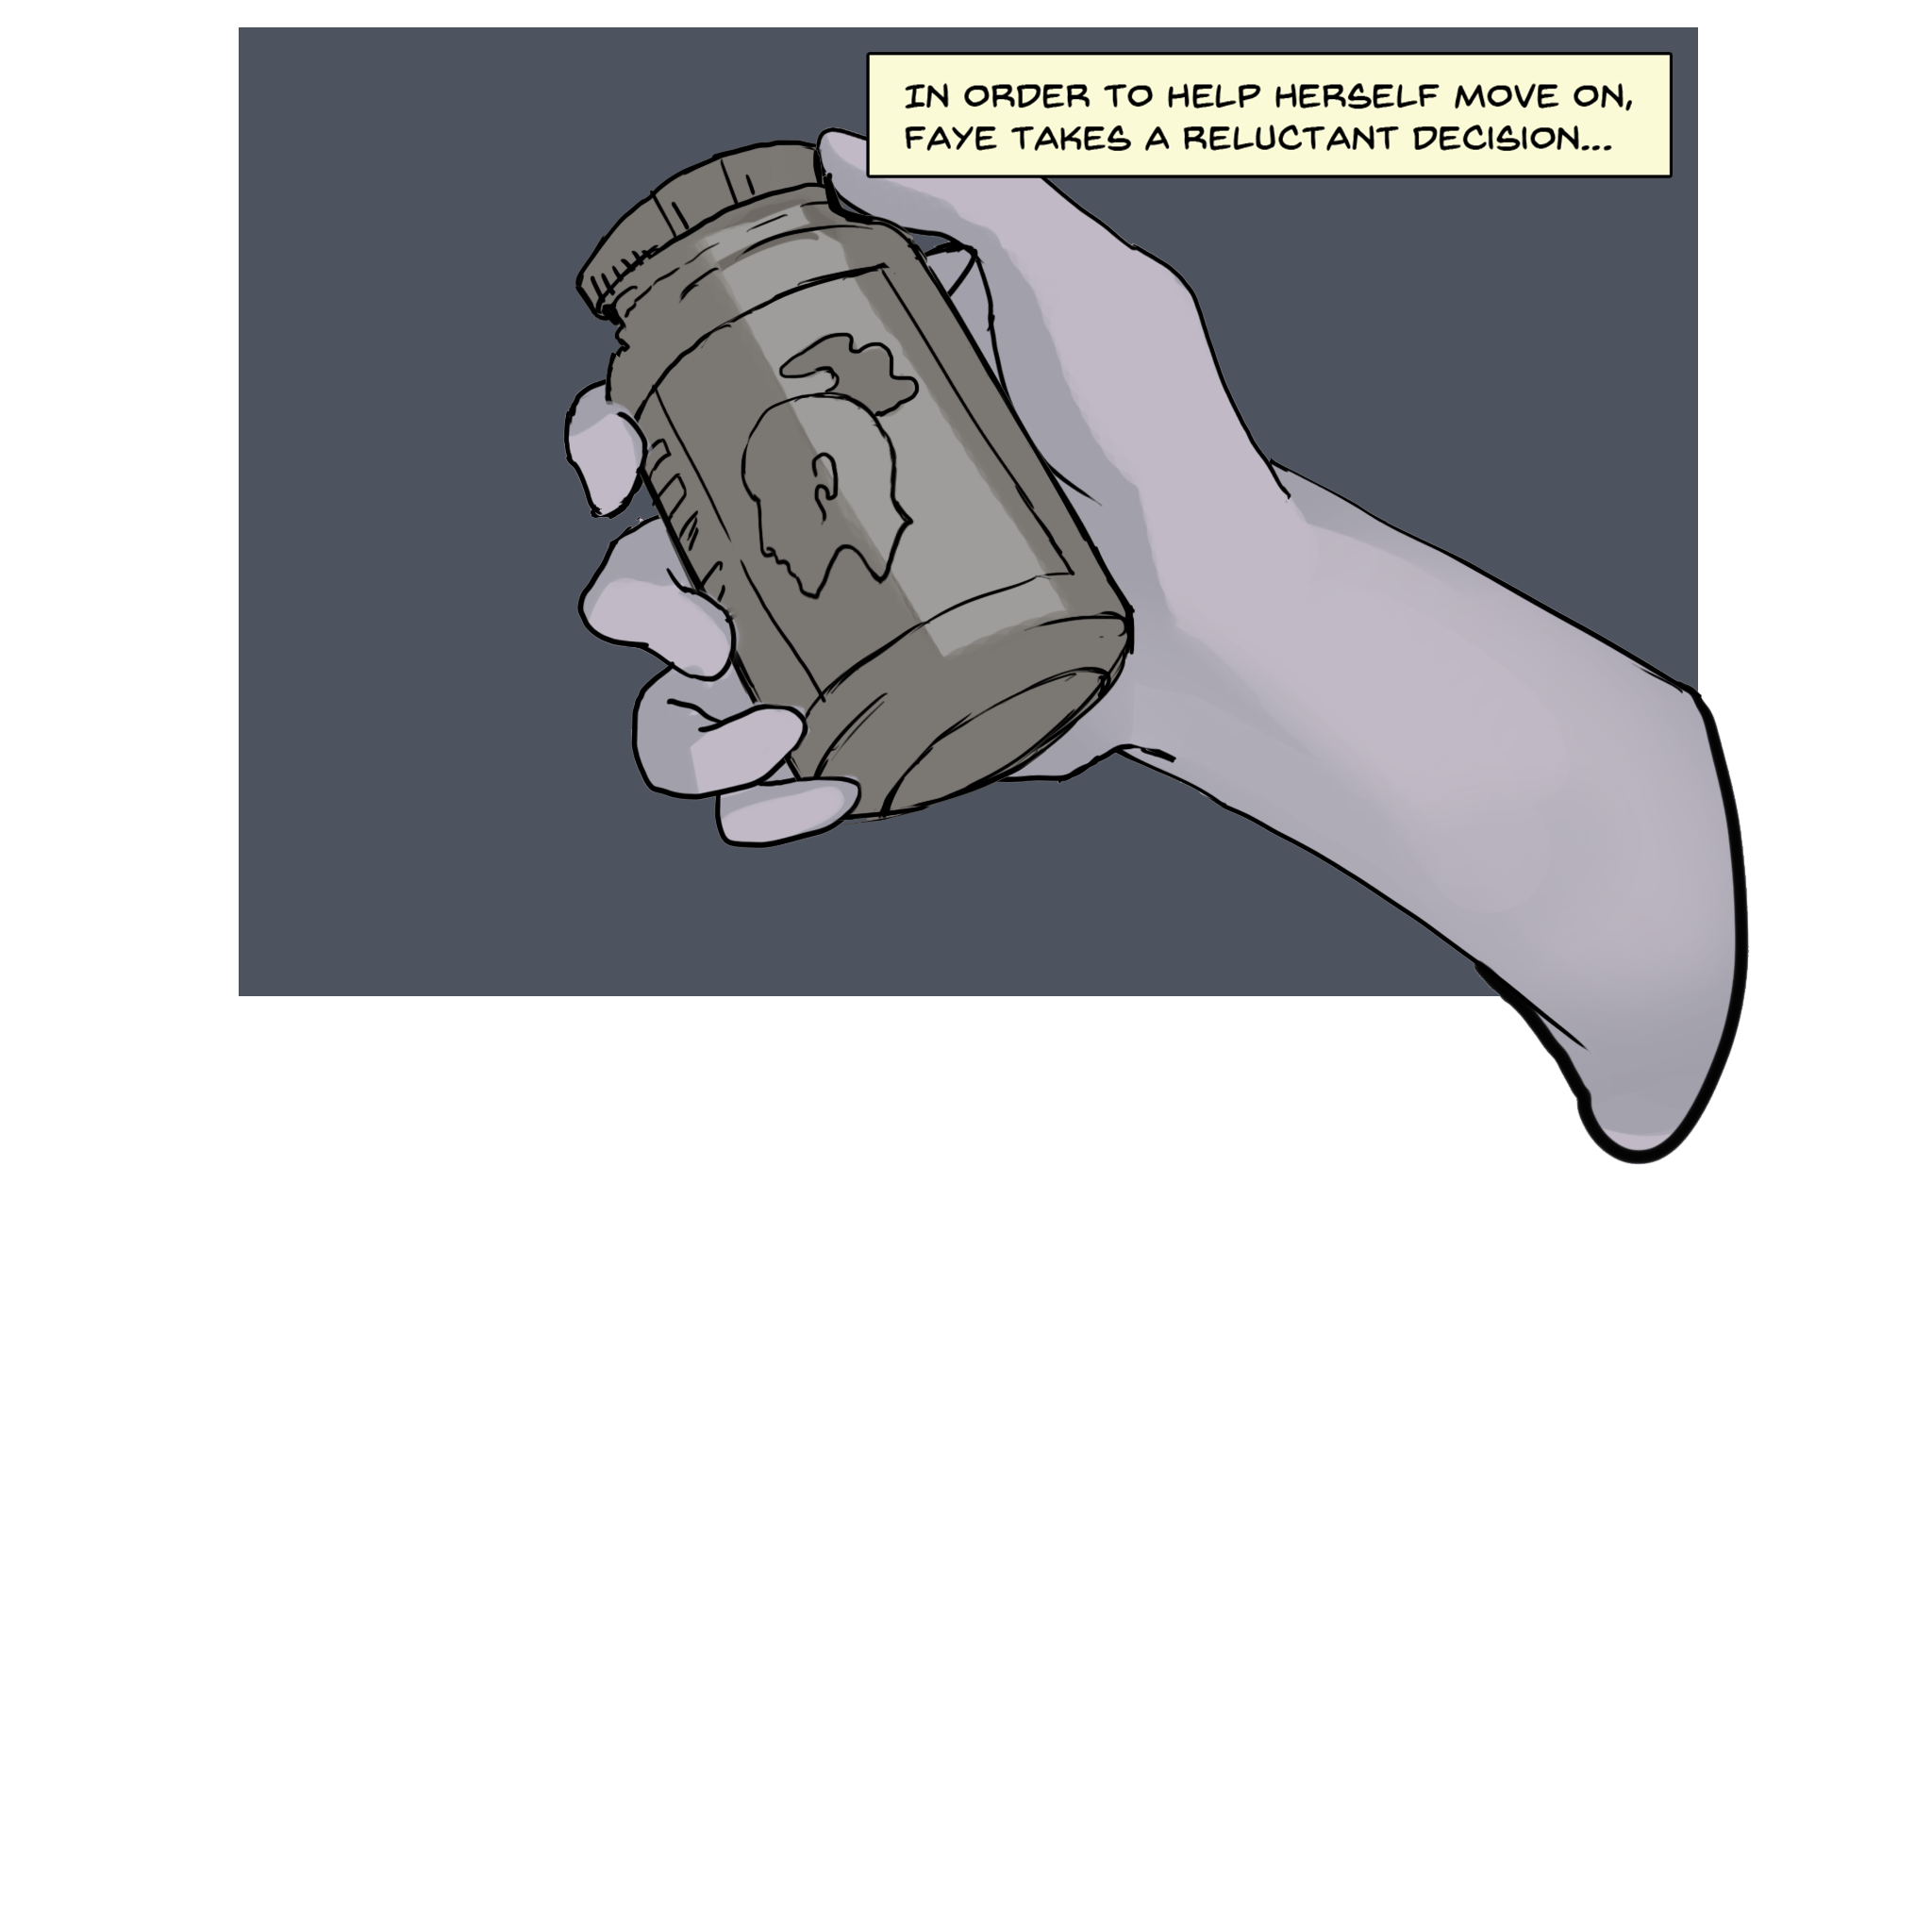 IN ORDER TO HELP HERSELF MOVE ON,
FAYE TAKES A RELUCTANT DECISION...